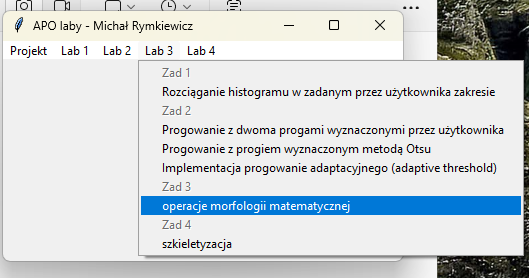 APO laby - Michał Rymkiewicz
Projekt Lab 1 Lab 2 Lab 3 Lab 4
Zad 1
Rozciąganie histogramu w zadanym przez użytkownika zakresie
Zad 2
Progowanie z dwoma progami wyznaczonymi przez użytkownika
Progowanie z progiem wyznaczonym metodą Otsu
Implementacja progowanie adaptacyjnego (adaptive threshold)
Zad 3
operacje morfologii matematycznej
Zad 4
szkieletyzacja